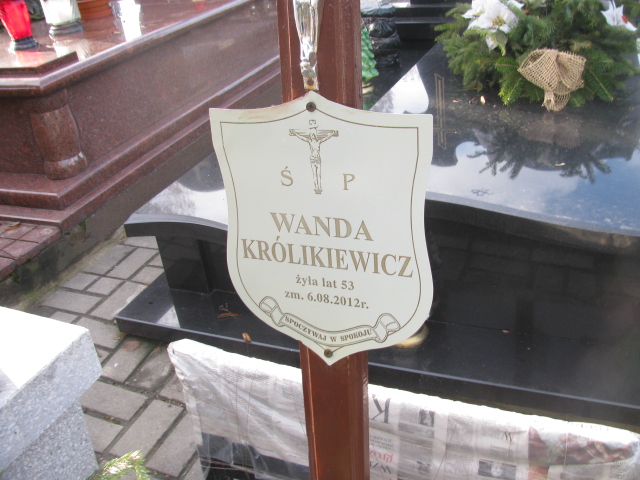 Ś P
WANDA
KRÓLIKIEWICZ
żyła lat 53
zm. 6.08.2012r.
SPOCZYWAJ W SPOKOJU